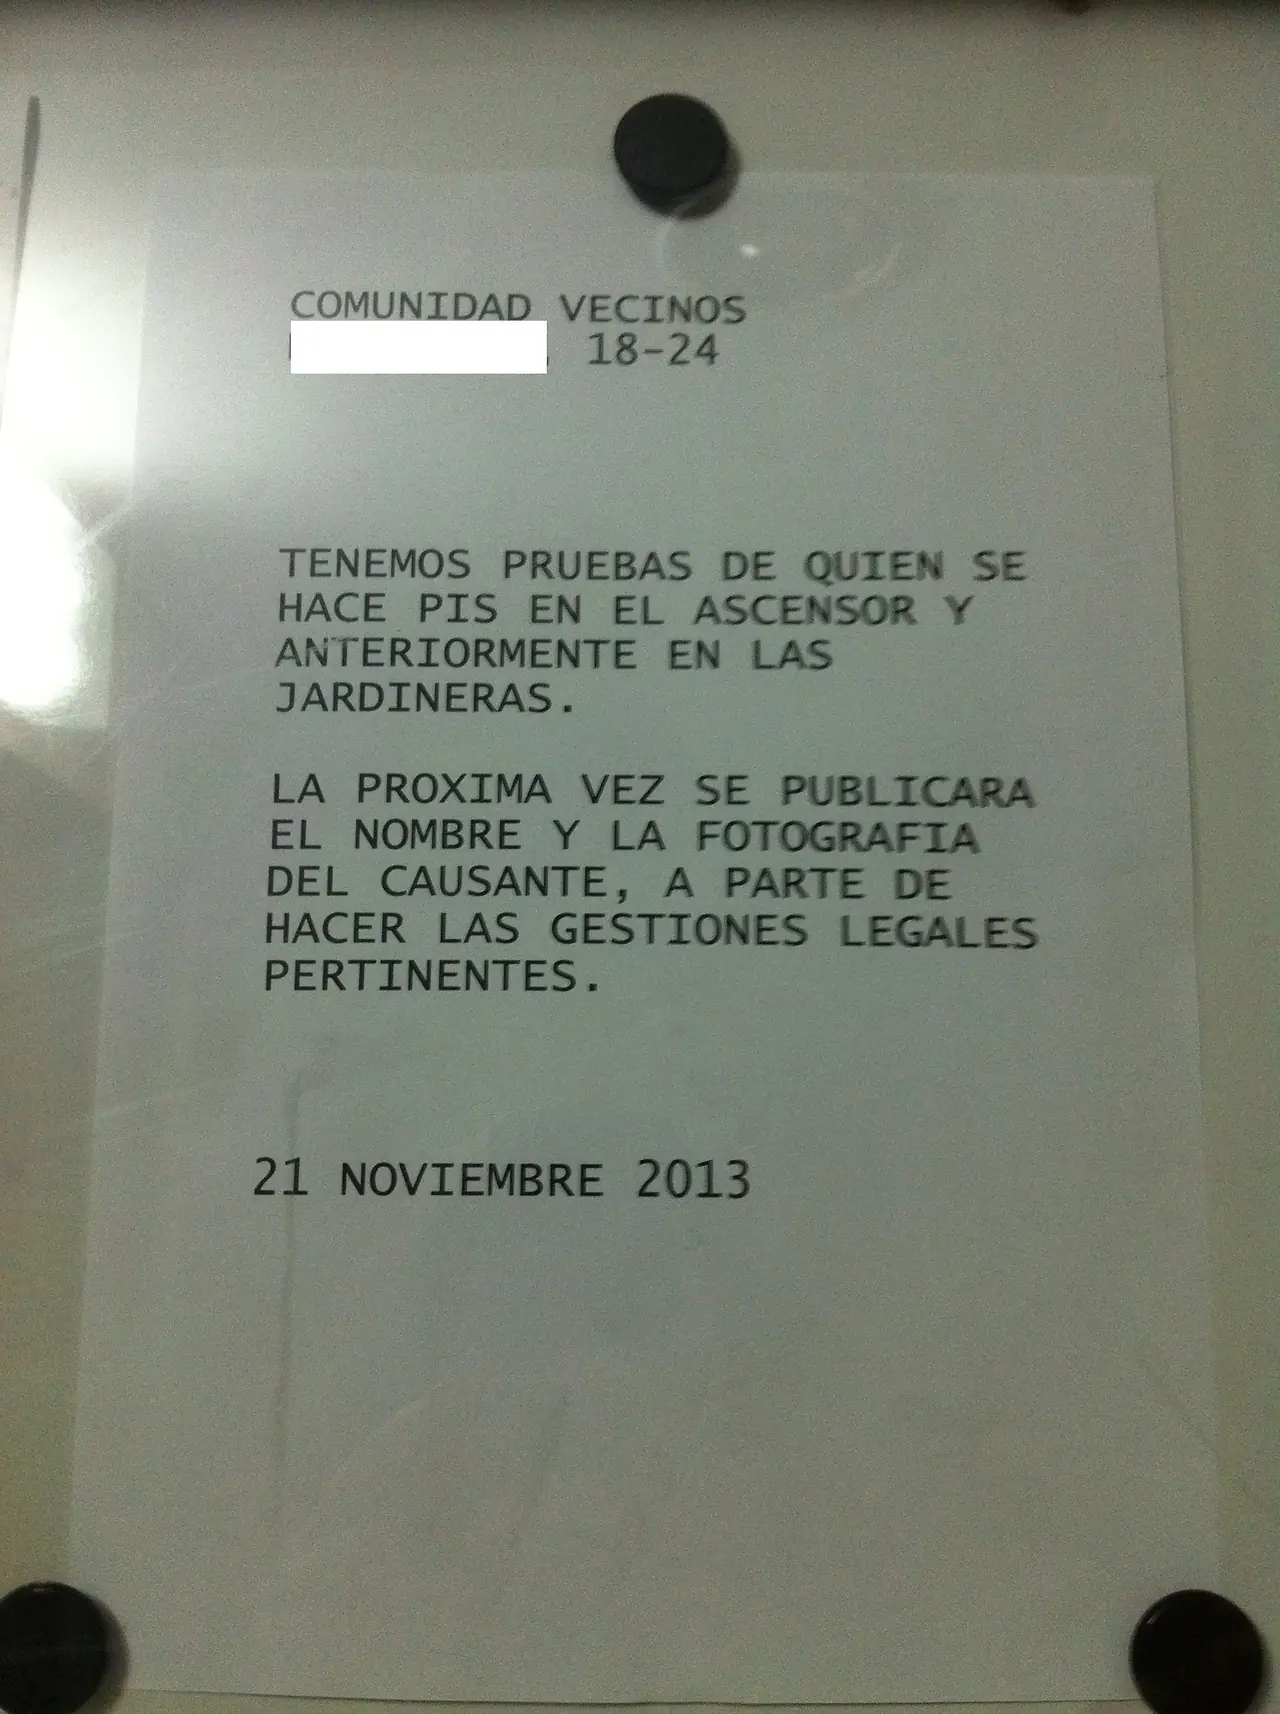 COMUNIDAD VECINOS
18-24
TENEMOS PRUEBAS DE QUIEN SE
HACE PIS EN EL ASCENSOR Y
ANTERIORMENTE EN LAS
JARDINERAS.
LA PROXIMA VEZ SE PUBLICARA
EL NOMBRE Y LA FOTOGRAFIA
DEL CAUSANTE, A PARTE DE
HACER LAS GESTIONES LEGALES
PERTINENTES.
21 NOVIEMBRE 2013